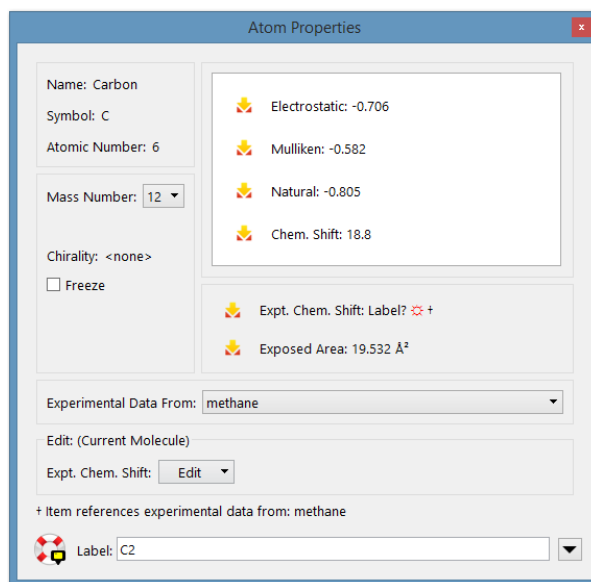 Atom Properties
x
Name: Carbon
Symbol: C
Atomic Number: 6
Electrostatic: -0.706
Mulliken: -0.582
Natural: -0.805
Chem. Shift: 18.8
Mass Number: 12
Chirality: <none>
Freeze
Expt. Chem. Shift: Label? †
Exposed Area: 19.532 Å²
Experimental Data From: methane
Edit: (Current Molecule)
Expt. Chem. Shift: Edit
† Item references experimental data from: methane
Label: C2